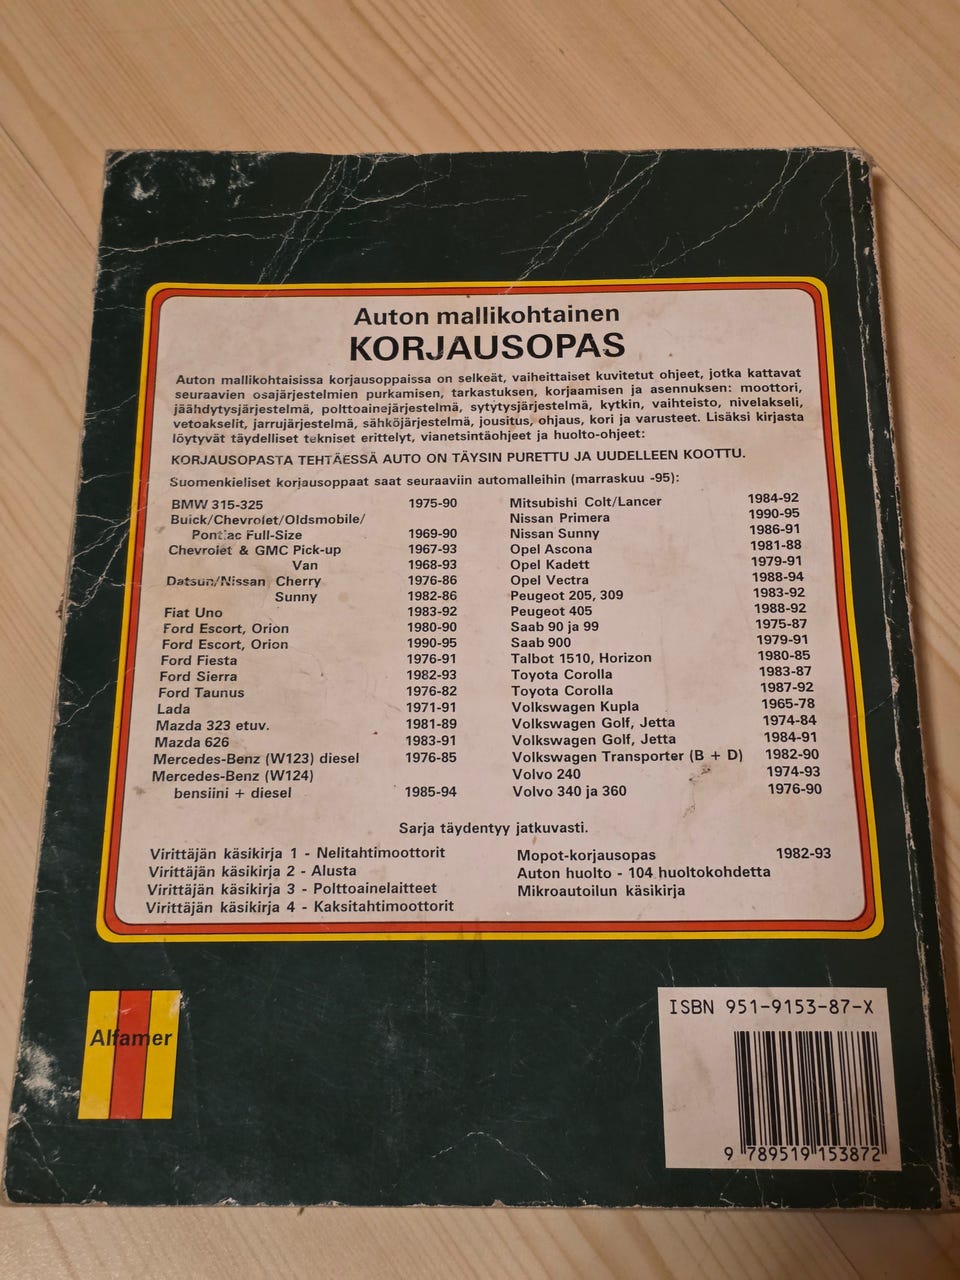 Auton mallikohtainen
KORJAUSOPAS
Auton mallikohtaisissa korjausoppaissa on selkeät, vaiheittaiset kuvitetut ohjeet, jotka kattavat
seuraavien osajärjestelmien purkamisen, tarkastuksen, korjaamisen ja asennuksen: moottori,
jäähdytysjärjestelmä, polttoainejärjestelmä, sytytysjärjestelmä, kytkin, vaihteisto, nivelakseli,
vetoakselit, jarrujärjestelmä, sähköjärjestelmä, jousitus, ohjaus, kori ja varusteet. Lisäksi kirjasta
löytyvät täydelliset tekniset erittelyt, vianetsintäohjeet ja huolto-ohjeet:
KORJAUSOPASTA TEHTÄESSÄ AUTO ON TÄYSIN PURETTU JA UUDELLEEN KOOTTU.
Suomenkieliset korjausoppaat saat seuraaviin automalleihin (marraskuu -95):
BMW 315-325 1975-90
Buick/Chevrolet/Oldsmobile/
Pontiac Full-Size 1969-90
Chevrolet & GMC Pick-up 1967-93
Van 1968-93
Datsun/Nissan Cherry 1976-86
Sunny 1982-86
Fiat Uno 1983-92
Ford Escort, Orion 1980-90
Ford Escort, Orion 1990-95
Ford Fiesta 1976-91
Ford Sierra 1982-93
Ford Taunus 1976-82
Lada 1971-91
Mazda 323 etuv. 1981-89
Mazda 626 1983-91
Mercedes-Benz (W123) diesel 1976-85
Mercedes-Benz (W124)
bensiini + diesel 1985-94
Mitsubishi Colt/Lancer 1984-92
Nissan Primera 1990-95
Nissan Sunny 1986-91
Opel Ascona 1981-88
Opel Kadett 1979-91
Opel Vectra 1988-94
Peugeot 205, 309 1983-92
Peugeot 405 1988-92
Saab 90 ja 99 1975-87
Saab 900 1979-91
Talbot 1510, Horizon 1980-85
Toyota Corolla 1983-87
Toyota Corolla 1987-92
Volkswagen Kupla 1965-78
Volkswagen Golf, Jetta 1974-84
Volkswagen Golf, Jetta 1984-91
Volkswagen Transporter (B + D) 1982-90
Volvo 240 1974-93
Volvo 340 ja 360 1976-90
Sarja täydentyy jatkuvasti.
Virittäjän käsikirja 1 - Nelitahtimoottorit
Virittäjän käsikirja 2 - Alusta
Virittäjän käsikirja 3 - Polttoainelaitteet
Virittäjän käsikirja 4 - Kaksitahtimoottorit
Mopot-korjausopas 1982-93
Auton huolto - 104 huoltokohdetta
Mikroautoilun käsikirja
Alfamer
ISBN 951-9153-87-X
9 789519 153872